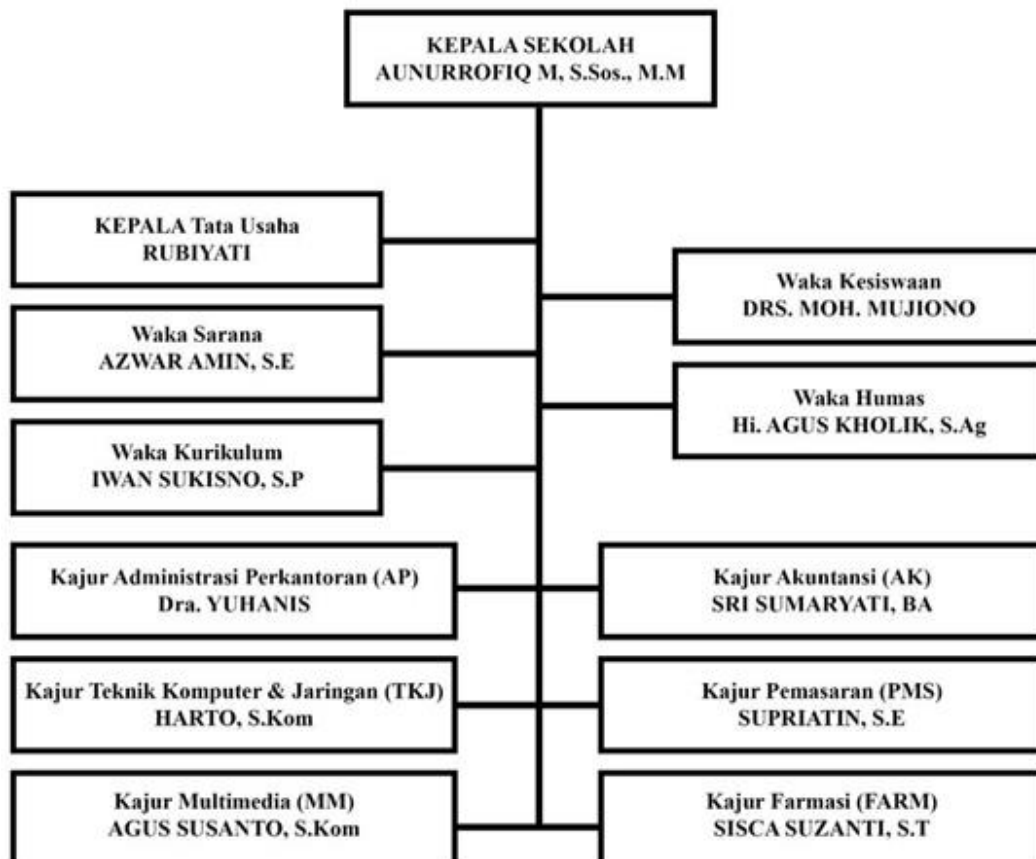 KEPALA SEKOLAH
AUNURROFIQ M, S.Sos., M.M
KEPALA Tata Usaha
RUBIYATI
Waka Kesiswaan
DRS. MOH. MUJIONO
Waka Sarana
AZWAR AMIN, S.E
Waka Humas
Hi. AGUS KHOLIK, S.Ag
Waka Kurikulum
IWAN SUKISNO, S.P
Kajur Administrasi Perkantoran (AP)
Dra. YUHANIS
Kajur Akuntansi (AK)
SRI SUMARYATI, BA
Kajur Teknik Komputer & Jaringan (TKJ)
HARTO, S.Kom
Kajur Pemasaran (PMS)
SUPRIATIN, S.E
Kajur Multimedia (MM)
AGUS SUSANTO, S.Kom
Kajur Farmasi (FARM)
SISCA SUZANTI, S.T